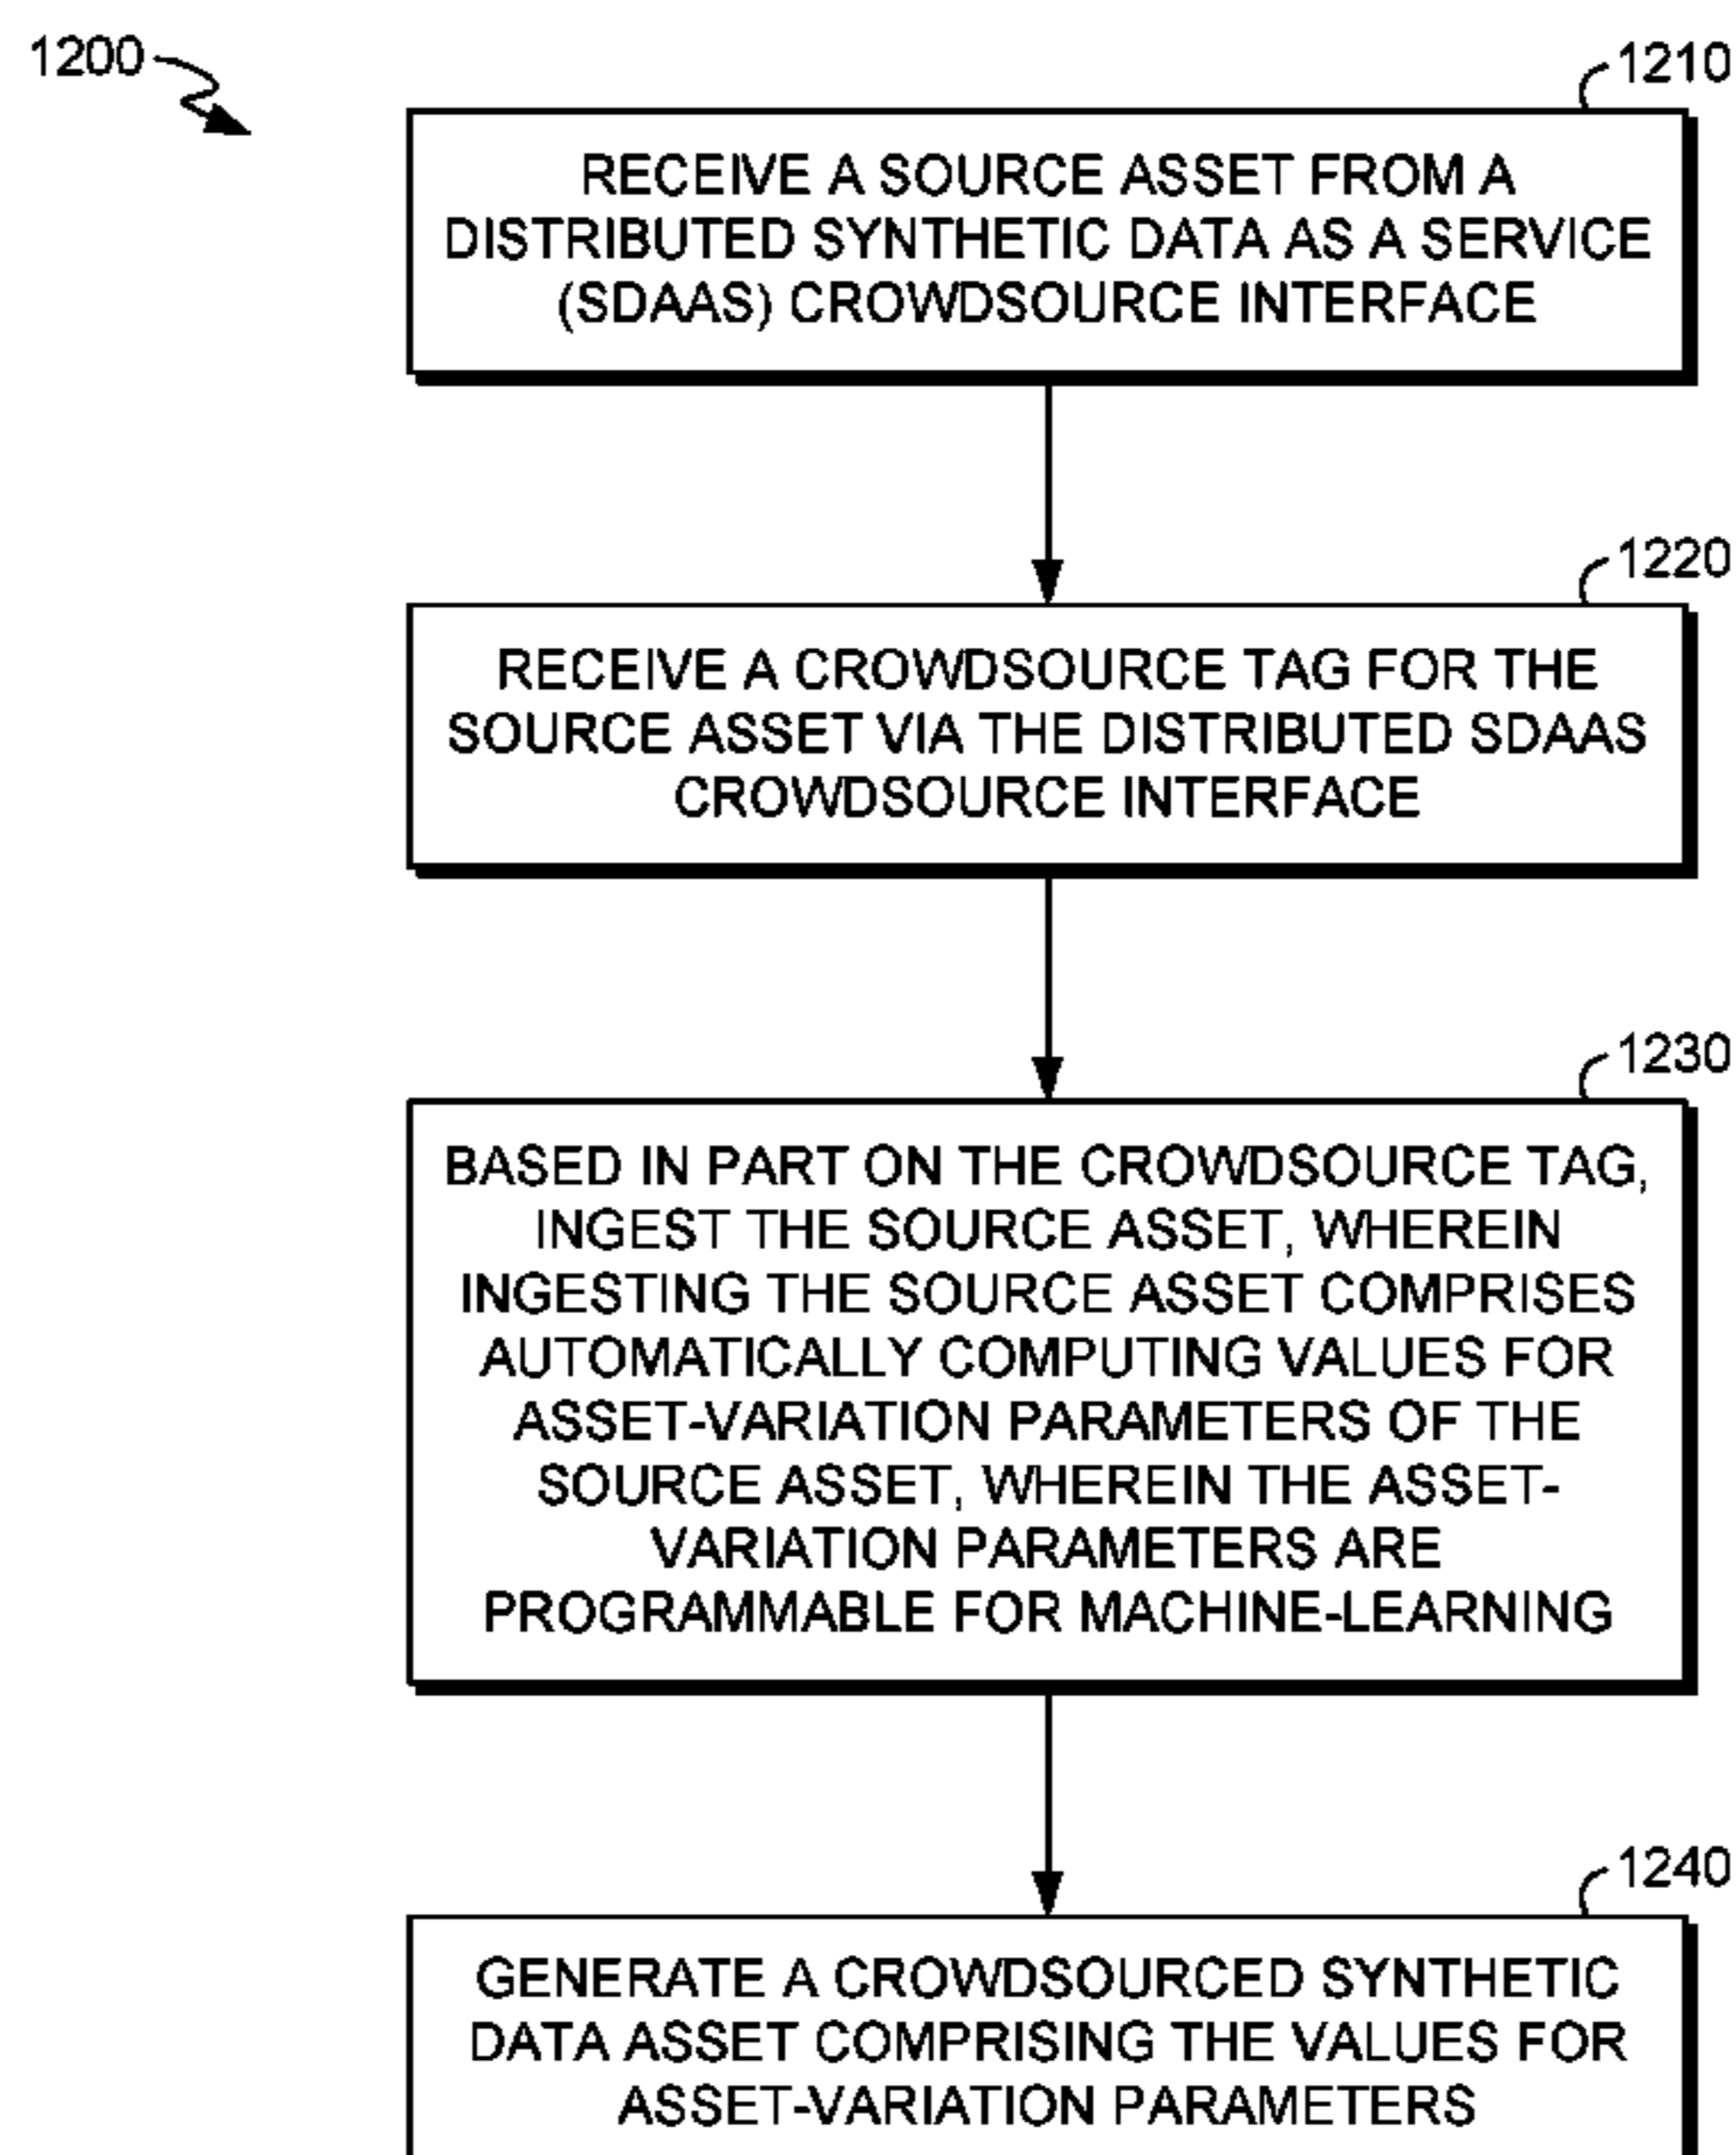 1200
1210
RECEIVE A SOURCE ASSET FROM A
DISTRIBUTED SYNTHETIC DATA AS A SERVICE
(SDAAS) CROWDSOURCE INTERFACE
1220
RECEIVE A CROWDSOURCE TAG FOR THE
SOURCE ASSET VIA THE DISTRIBUTED SDAAS
CROWDSOURCE INTERFACE
1230
BASED IN PART ON THE CROWDSOURCE TAG,
INGEST THE SOURCE ASSET, WHEREIN
INGESTING THE SOURCE ASSET COMPRISES
AUTOMATICALLY COMPUTING VALUES FOR
ASSET-VARIATION PARAMETERS OF THE
SOURCE ASSET, WHEREIN THE ASSET-
VARIATION PARAMETERS ARE
PROGRAMMABLE FOR MACHINE-LEARNING
1240
GENERATE A CROWDSOURCED SYNTHETIC
DATA ASSET COMPRISING THE VALUES FOR
ASSET-VARIATION PARAMETERS